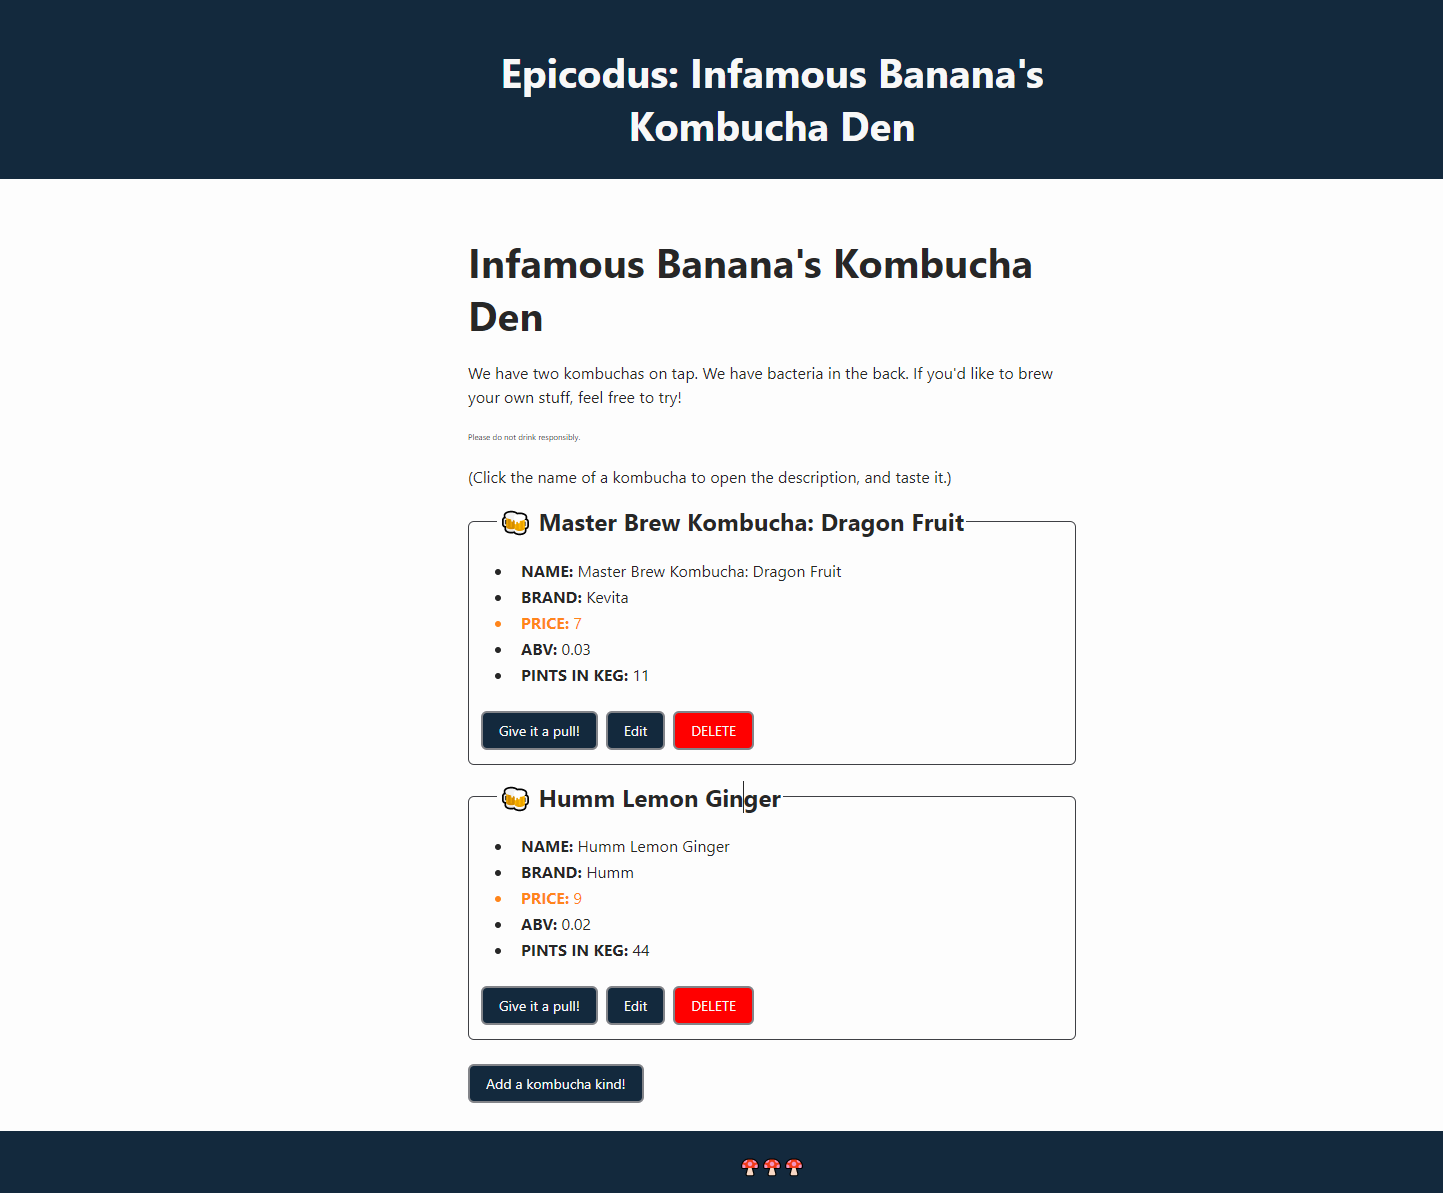 Epicodus: Infamous Banana's
Kombucha Den
Infamous Banana's Kombucha
Den
We have two kombuchas on tap. We have bacteria in the back. If you'd like to brew
your own stuff, feel free to try!
Please do not drink responsibly.
(Click the name of a kombucha to open the description, and taste it.)
🍻 Master Brew Kombucha: Dragon Fruit
• NAME: Master Brew Kombucha: Dragon Fruit
• BRAND: Kevita
• PRICE: 7
• ABV: 0.03
• PINTS IN KEG: 11
Give it a pull! Edit DELETE
🍻 Humm Lemon Ginger
• NAME: Humm Lemon Ginger
• BRAND: Humm
• PRICE: 9
• ABV: 0.02
• PINTS IN KEG: 44
Give it a pull! Edit DELETE
Add a kombucha kind!
🍄🍄🍄